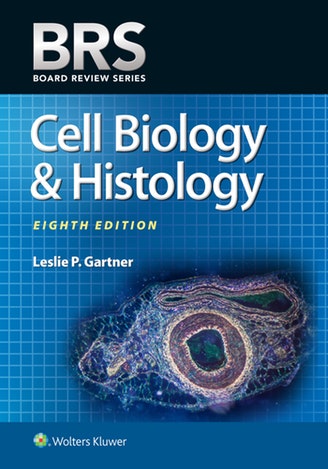 BRS
BOARD REVIEW SERIES
Cell Biology
& Histology
EIGHTH EDITION
Leslie P. Gartner
Wolters Kluwer